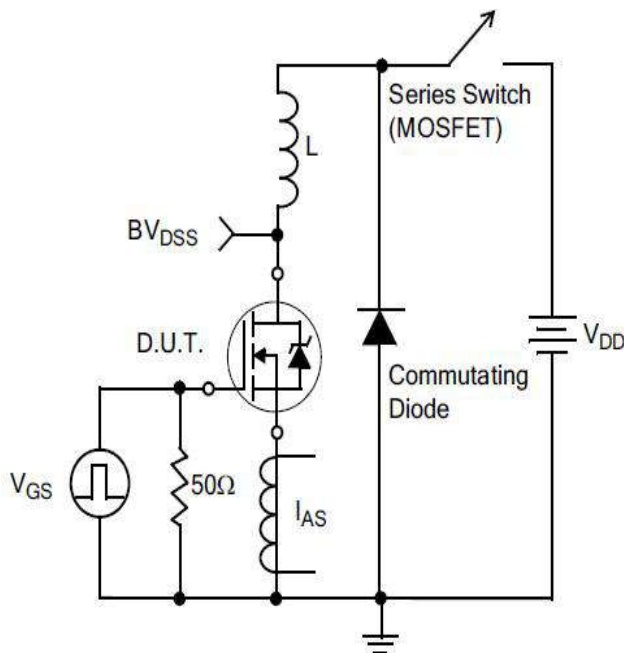 Series Switch
(MOSFET)
L
BVDSS
D.U.T.
VDD
Commutating
Diode
VGS
50Ω
IAS